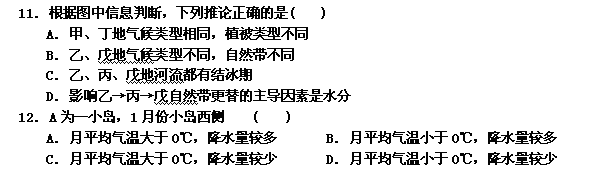 11. 根据图中信息判断，下列推论正确的是(　　)
A. 甲、丁地气候类型相同，植被类型不同
B. 乙、戊地气候类型不同，自然带不同
C. 乙、丙、戊地河流都有结冰期
D. 影响乙→丙→戊自然带更替的主导因素是水分
12. A为一小岛，1月份小岛西侧　(　　)
A. 月平均气温大于0℃，降水量较多　　B. 月平均气温小于0℃，降水量较多
C. 月平均气温大于0℃，降水量较少　　D. 月平均气温小于0℃，降水量较少